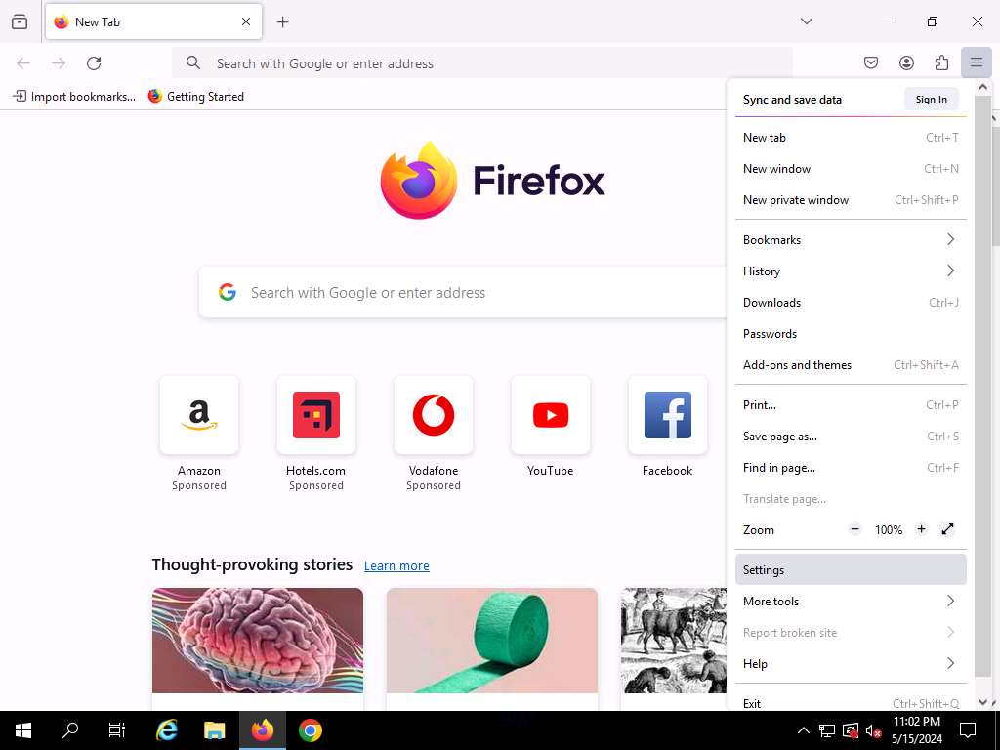 New Tab
Search with Google or enter address
Import bookmarks...
Getting Started
Sync and save data
Sign In
New tab
Ctrl+T
New window
Ctrl+N
New private window
Ctrl+Shift+P
Bookmarks
History
Downloads
Ctrl+J
Passwords
Add-ons and themes
Ctrl+Shift+A
Print...
Ctrl+P
Save page as...
Ctrl+S
Find in page...
Ctrl+F
Translate page...
Zoom
100%
Settings
More tools
Report broken site
Help
Exit
Ctrl+Shift+Q
Firefox
Search with Google or enter address
Amazon
Sponsored
Hotels.com
Sponsored
Vodafone
Sponsored
YouTube
Facebook
Thought-provoking stories
Learn more
11:02 PM
5/15/2024